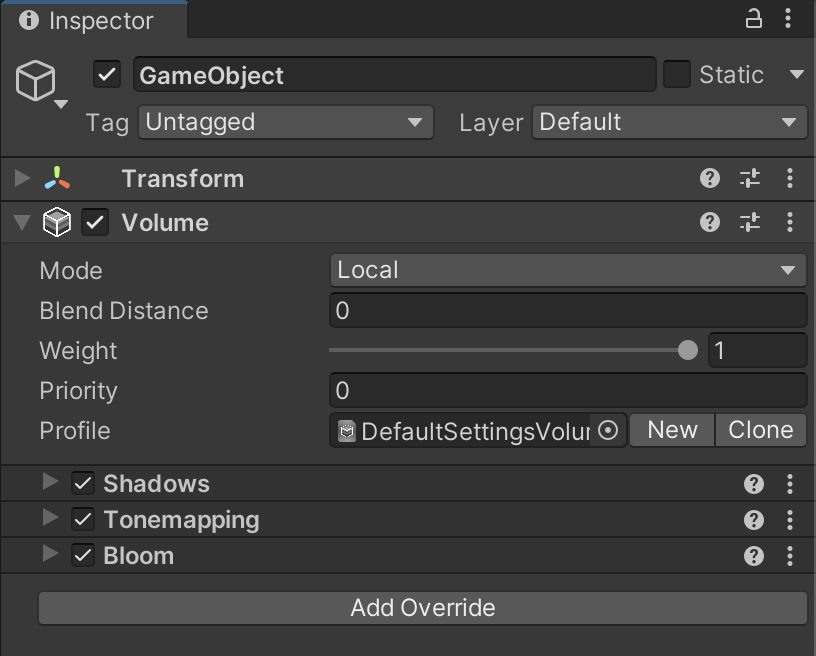 Inspector
GameObject Static
Tag Untagged Layer Default
Transform
Volume
Mode Local
Blend Distance 0
Weight 1
Priority 0
Profile DefaultSettingsVolu New Clone
Shadows
Tonemapping
Bloom
Add Override